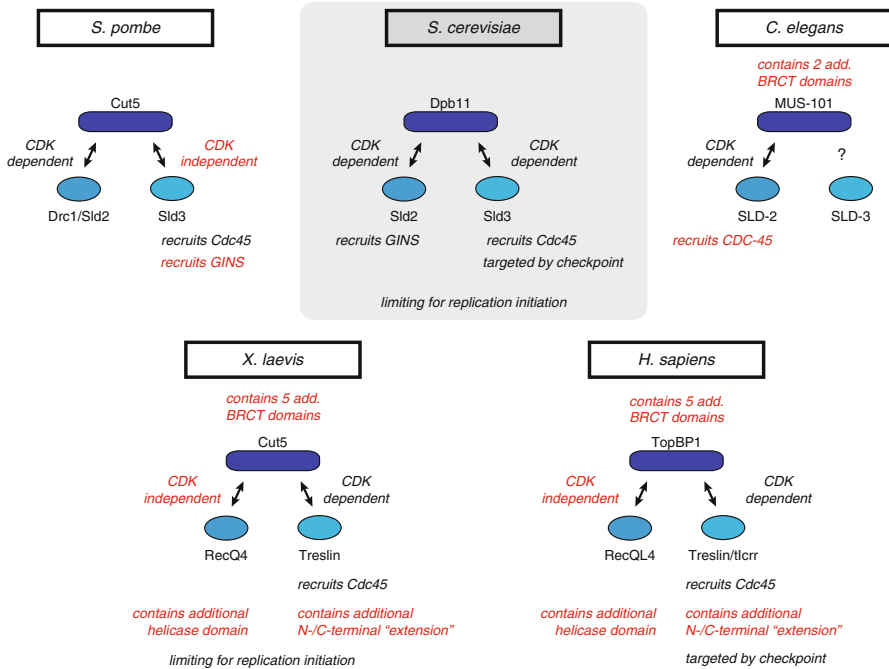 S. pombe
Cut5
CDK
dependent
CDK
independent
Drc1/Sld2
Sld3
recruits Cdc45
recruits GINS
S. cerevisiae
Dpb11
CDK
dependent
CDK
dependent
Sld2
Sld3
recruits GINS
recruits Cdc45
targeted by checkpoint
limiting for replication initiation
C. elegans
contains 2 add.
BRCT domains
MUS-101
CDK
dependent
?
SLD-2
SLD-3
recruits CDC-45
X. laevis
contains 5 add.
BRCT domains
Cut5
CDK
independent
CDK
dependent
RecQ4
Treslin
recruits Cdc45
contains additional
helicase domain
contains additional
N-/C-terminal “extension”
limiting for replication initiation
H. sapiens
contains 5 add.
BRCT domains
TopBP1
CDK
independent
CDK
dependent
RecQL4
Treslin/tIcrr
recruits Cdc45
contains additional
helicase domain
contains additional
N-/C-terminal “extension”
targeted by checkpoint